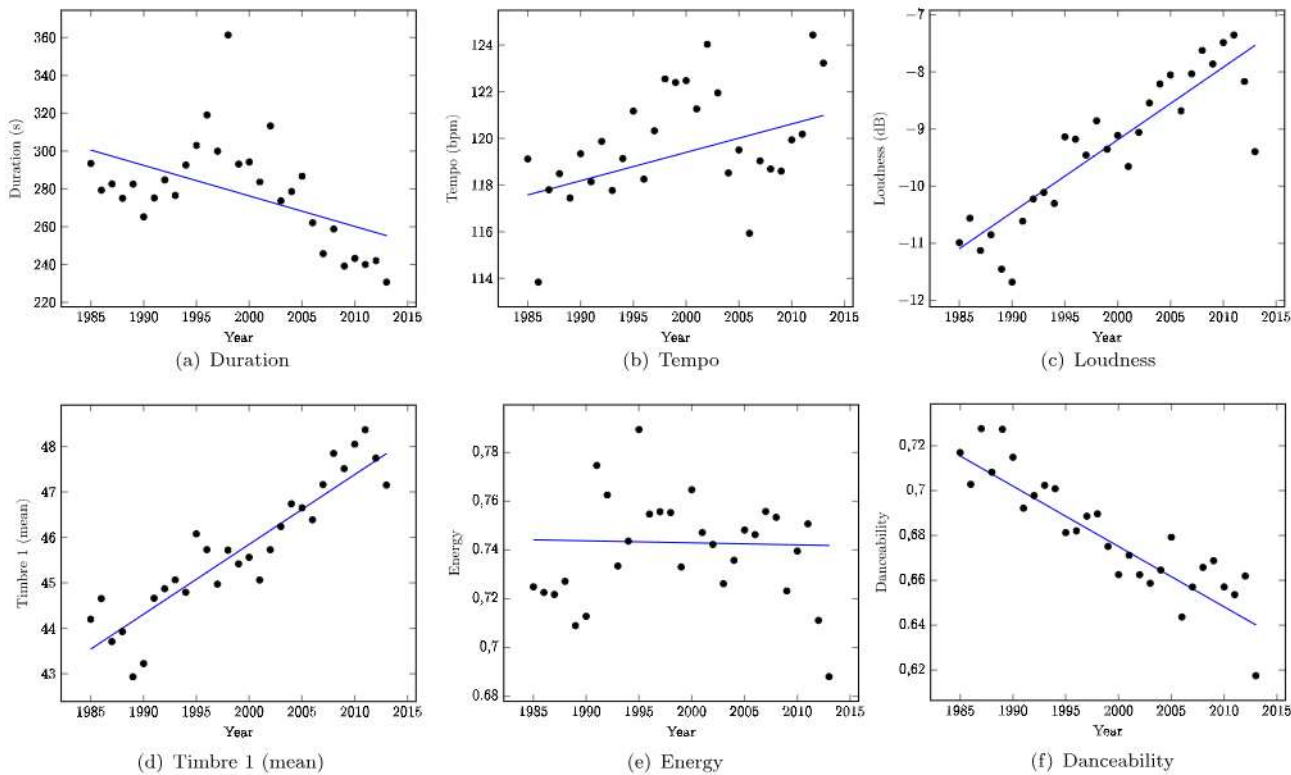 360
340
320
300
280
260
240
220
Duration (s)
1985 1990 1995 2000 2005 2010 2015
Year
(a) Duration
124
122
120
118
116
114
Tempo (bpm)
1985 1990 1995 2000 2005 2010 2015
Year
(b) Tempo
−7
−8
−9
−10
−11
−12
Loudness (dB)
1985 1990 1995 2000 2005 2010 2015
Year
(c) Loudness
48
47
46
45
44
43
Timbre 1 (mean)
1985 1990 1995 2000 2005 2010 2015
Year
(d) Timbre 1 (mean)
0,78
0,76
0,74
0,72
0,7
0.68
Energy
1985 1990 1995 2000 2005 2010 2015
Year
(e) Energy
0,72
0,7
0,68
0,66
0,64
0,62
Danceability
1985 1990 1995 2000 2005 2010 2015
Year
(f) Danceability